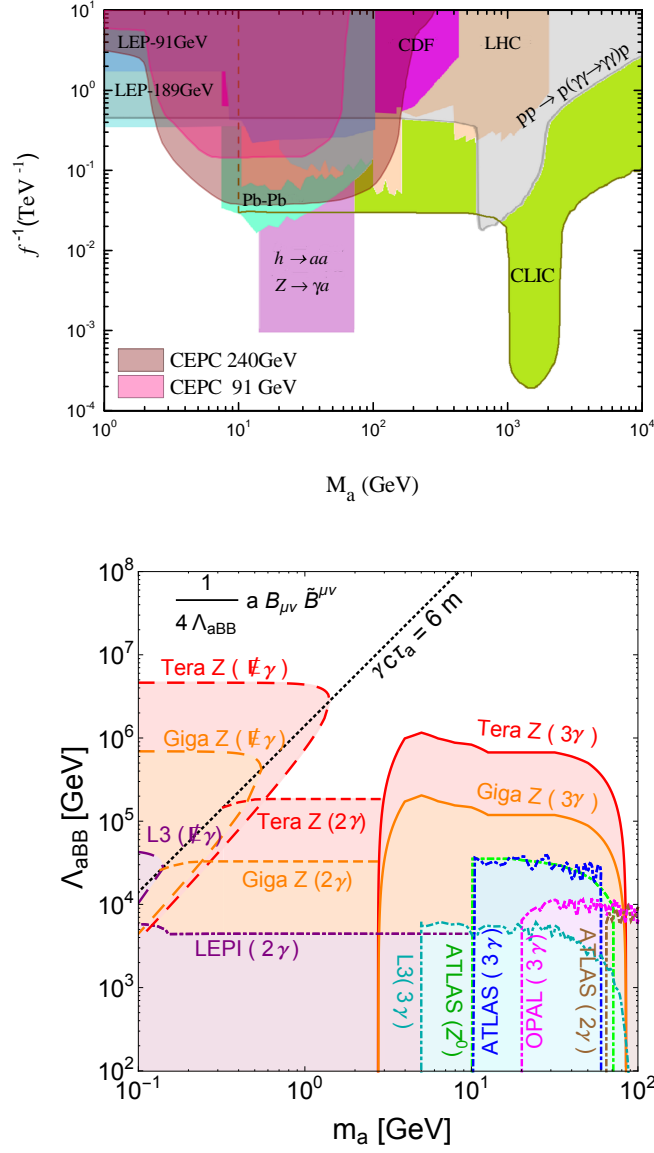 10¹
10⁰
10⁻¹
10⁻²
10⁻³
10⁻⁴
f⁻¹(TeV⁻¹)
LEP-91GeV
LEP-189GeV
CDF
LHC
pp → p(γγ→γγ)p
Pb-Pb
h → aa
Z → γa
CLIC
CEPC 240GeV
CEPC 91 GeV
10⁰ 10¹ 10² 10³ 10⁴
M_a (GeV)
10⁸
10⁷
10⁶
10⁵
10⁴
10³
10²
Λ_aBB [GeV]
1/(4 Λ_aBB) a B_μν B̃^μν
γcτ_a = 6 m
Tera Z (E̸ γ)
Giga Z (E̸ γ)
L3 (E̸ γ)
Tera Z (2γ)
Giga Z (2γ)
LEPI (2γ)
Tera Z (3γ)
Giga Z (3γ)
L3(3γ)
ATLAS (Z⁰)
ATLAS (3γ)
OPAL (3γ)
ATLAS (2γ)
10⁻¹ 10⁰ 10¹ 10²
m_a [GeV]